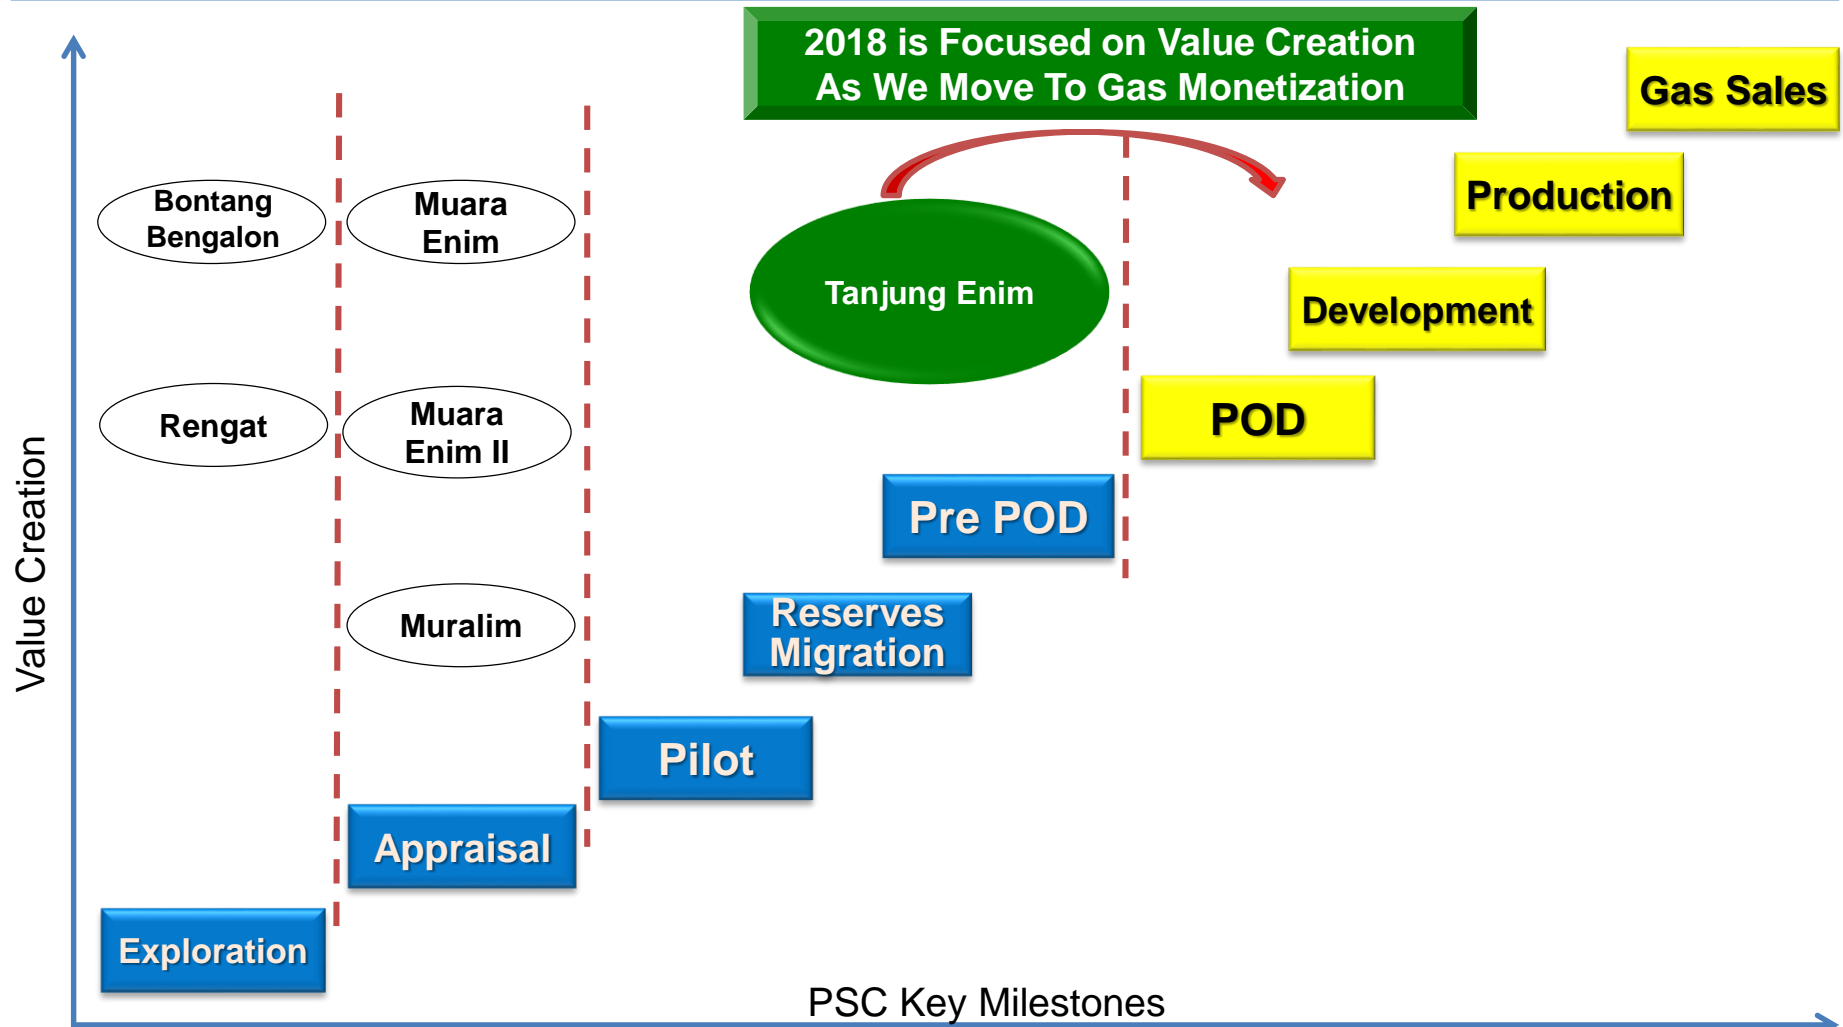 2018 is Focused on Value Creation
As We Move To Gas Monetization
Gas Sales
Production
Bontang
Bengalon
Muara
Enim
Tanjung Enim
Development
Rengat
Muara
Enim II
POD
Pre POD
Reserves
Migration
Muralim
Pilot
Appraisal
Exploration
Value Creation
PSC Key Milestones